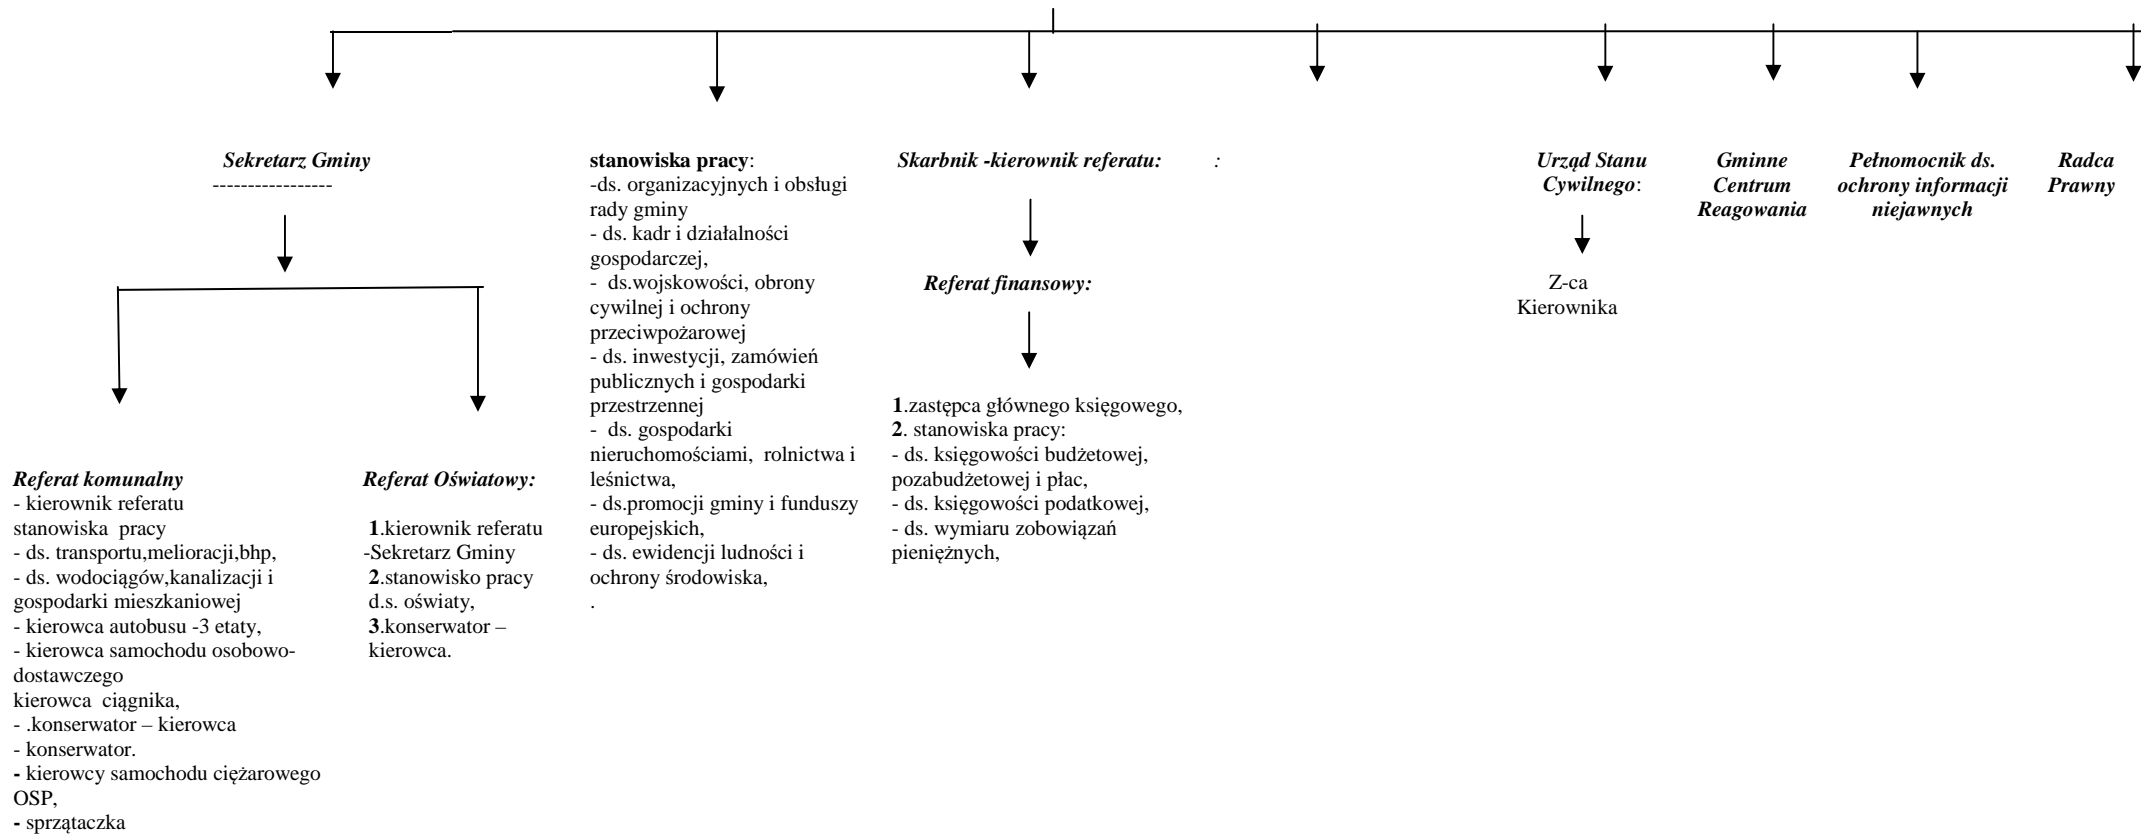 Sekretarz Gminy
-----------------
Referat komunalny
- kierownik referatu
stanowiska  pracy
- ds. transportu,melioracji,bhp,
- ds. wodociągów,kanalizacji i
gospodarki mieszkaniowej
- kierowca autobusu -3 etaty,
- kierowca samochodu osobowo-
dostawczego
kierowca  ciągnika,
- .konserwator – kierowca
- konserwator.
- kierowcy samochodu ciężarowego
OSP,
- sprzątaczka
Referat Oświatowy:
1.kierownik referatu
-Sekretarz Gminy
2.stanowisko pracy
d.s. oświaty,
3.konserwator –
kierowca.
stanowiska pracy:
-ds. organizacyjnych i obsługi
rady gminy
- ds. kadr i działalności
gospodarczej,
-  ds.wojskowości, obrony
cywilnej i ochrony
przeciwpożarowej
- ds. inwestycji, zamówień
publicznych i gospodarki
przestrzennej
-  ds. gospodarki
nieruchomościami,  rolnictwa i
leśnictwa,
- ds.promocji gminy i funduszy
europejskich,
- ds. ewidencji ludności i
ochrony środowiska,
.
Skarbnik -kierownik referatu:
:
Referat finansowy:
1.zastępca głównego księgowego,
2. stanowiska pracy:
- ds. księgowości budżetowej,
pozabudżetowej i płac,
- ds. księgowości podatkowej,
- ds. wymiaru zobowiązań
pieniężnych,
Urząd Stanu
Cywilnego:
Z-ca
Kierownika
Gminne
Centrum
Reagowania
Pełnomocnik ds.
ochrony informacji
niejawnych
Radca
Prawny